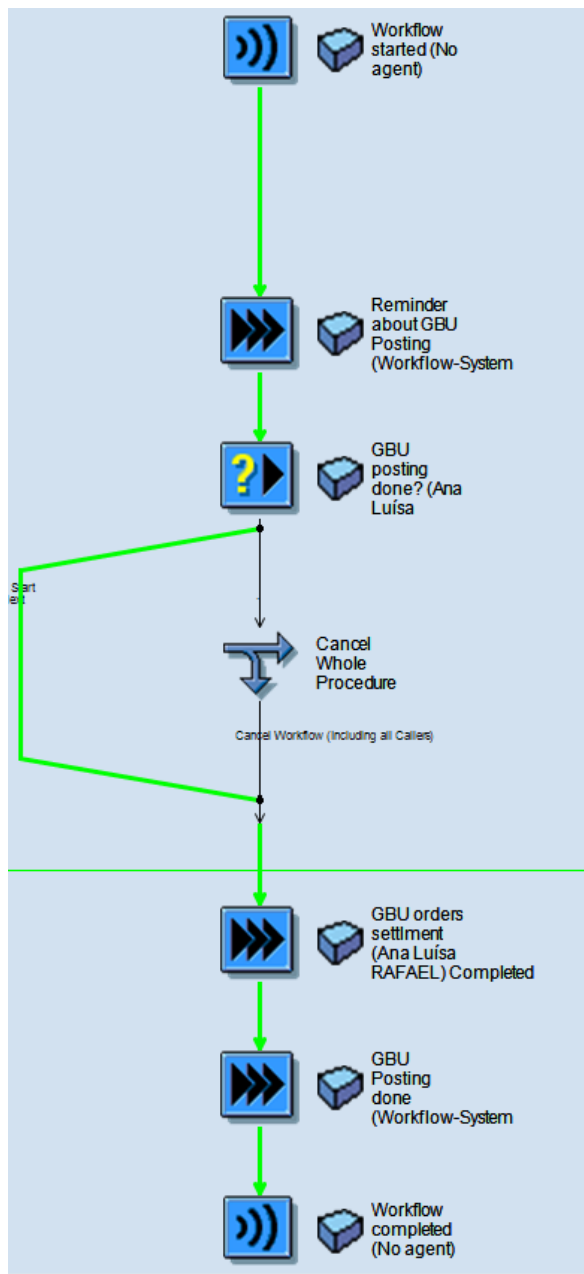 Workflow
started (No
agent)
Reminder
about GBU
Posting
(Workflow-System
GBU
posting
done? (Ana
Luísa
Start
Cancel
Whole
Procedure
Cancel Workflow (Including all Callers)
GBU orders
settlment
(Ana Luísa
RAFAEL) Completed
GBU
Posting
done
(Workflow-System
Workflow
completed
(No agent)